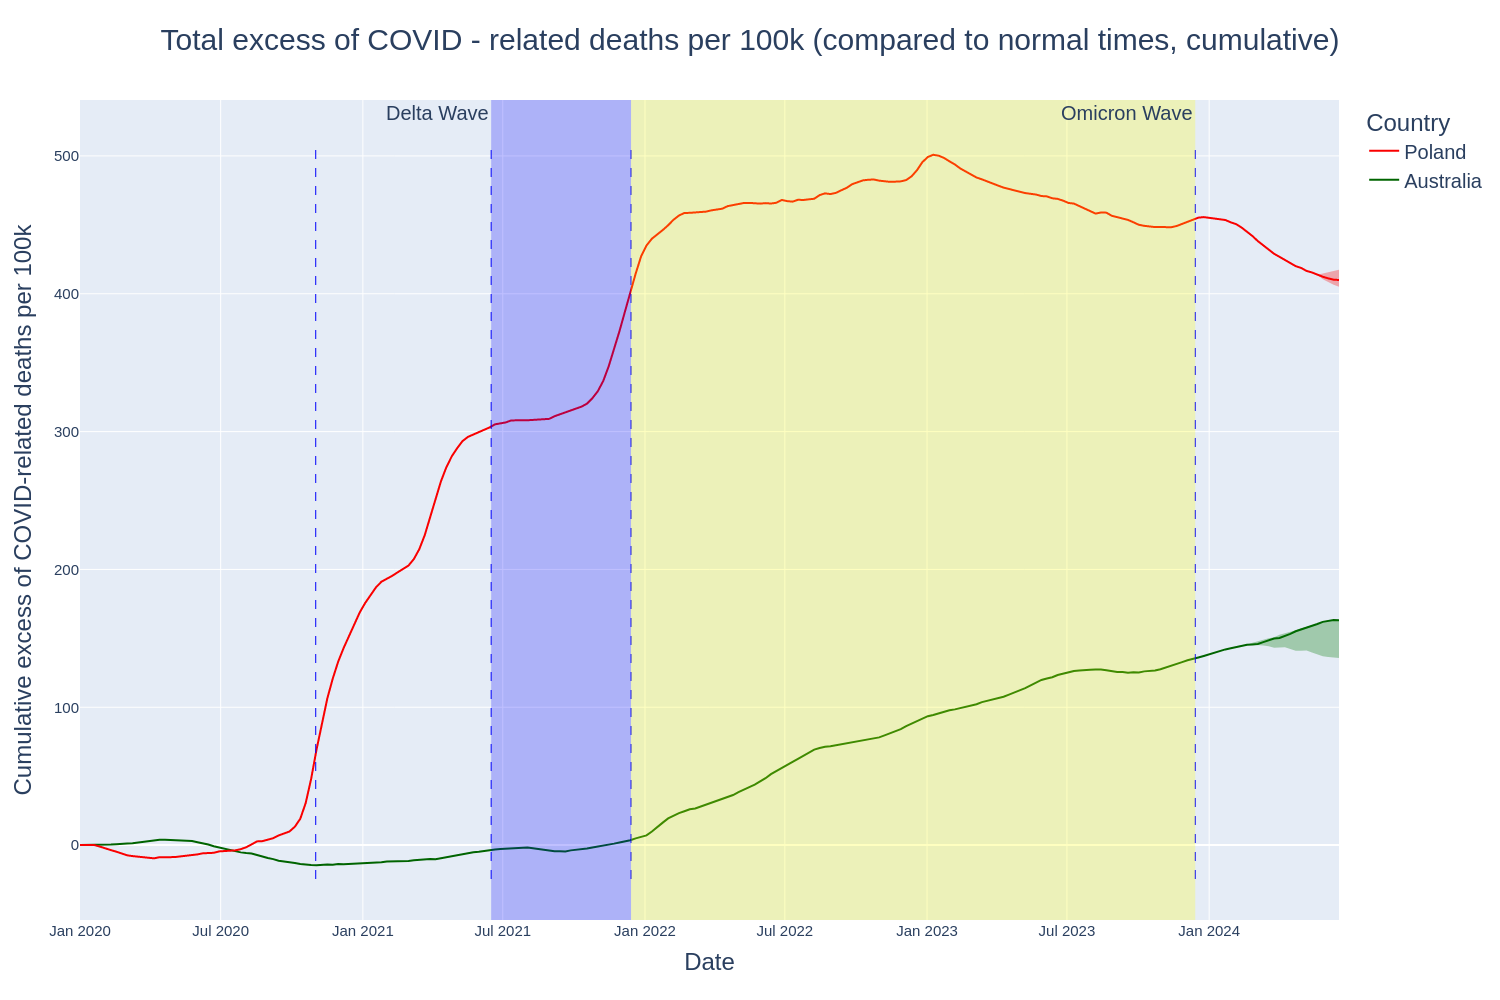 Total excess of COVID - related deaths per 100k (compared to normal times, cumulative)
Delta Wave
Omicron Wave
Country
Poland
Australia
Cumulative excess of COVID-related deaths per 100k
500
400
300
200
100
0
Jan 2020
Jul 2020
Jan 2021
Jul 2021
Jan 2022
Jul 2022
Jan 2023
Jul 2023
Jan 2024
Date